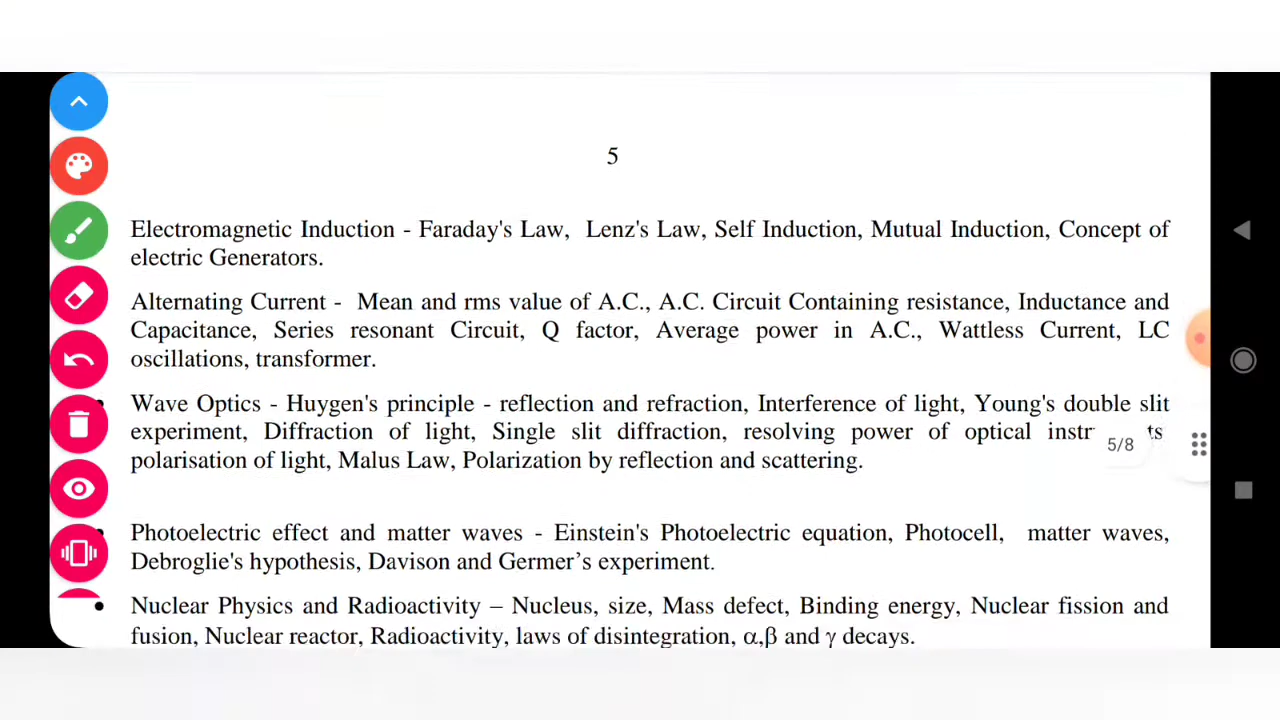 5
Electromagnetic Induction - Faraday's Law, Lenz's Law, Self Induction, Mutual Induction, Concept of
electric Generators.
Alternating Current - Mean and rms value of A.C., A.C. Circuit Containing resistance, Inductance and
Capacitance, Series resonant Circuit, Q factor, Average power in A.C., Wattless Current, LC
oscillations, transformer.
Wave Optics - Huygen's principle - reflection and refraction, Interference of light, Young's double slit
experiment, Diffraction of light, Single slit diffraction, resolving power of optical
5/8
polarisation of light, Malus Law, Polarization by reflection and scattering.
Photoelectric effect and matter waves - Einstein's Photoelectric equation, Photocell, matter waves,
Debroglie's hypothesis, Davison and Germer’s experiment.
Nuclear Physics and Radioactivity – Nucleus, size, Mass defect, Binding energy, Nuclear fission and
fusion, Nuclear reactor, Radioactivity, laws of disintegration, α,β and γ decays.